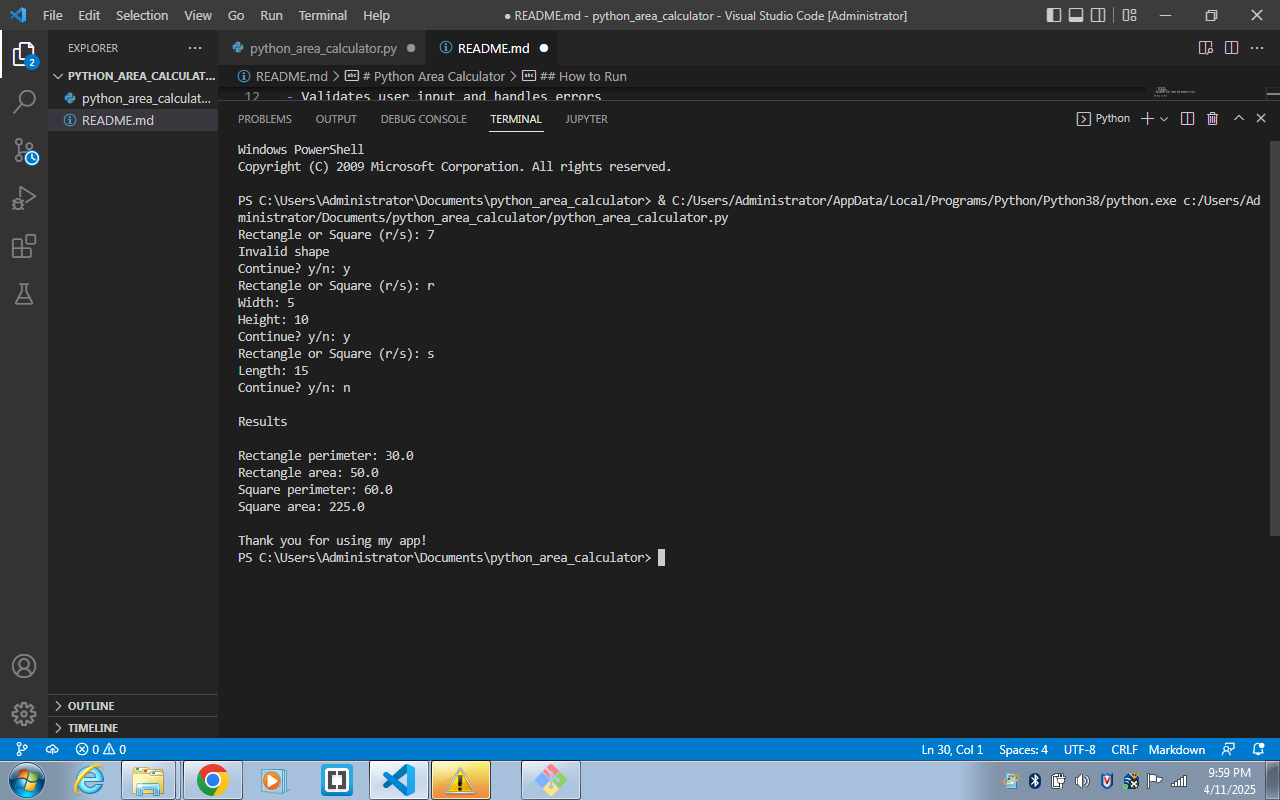 File Edit Selection View Go Run Terminal Help
● README.md - python_area_calculator - Visual Studio Code [Administrator]
EXPLORER
python_area_calculator.py
README.md
2
PYTHON_AREA_CALCULAT...
README.md > # Python Area Calculator > ## How to Run
python_area_calculat...
12 - Validates user input and handles errors
README.md
PROBLEMS OUTPUT DEBUG CONSOLE TERMINAL JUPYTER
Python
Windows PowerShell
Copyright (C) 2009 Microsoft Corporation. All rights reserved.
PS C:\Users\Administrator\Documents\python_area_calculator> & C:/Users/Administrator/AppData/Local/Programs/Python/Python38/python.exe c:/Users/Ad
ministrator/Documents/python_area_calculator/python_area_calculator.py
Rectangle or Square (r/s): 7
Invalid shape
Continue? y/n: y
Rectangle or Square (r/s): r
Width: 5
Height: 10
Continue? y/n: y
Rectangle or Square (r/s): s
Length: 15
Continue? y/n: n
Results
Rectangle perimeter: 30.0
Rectangle area: 50.0
Square perimeter: 60.0
Square area: 225.0
Thank you for using my app!
PS C:\Users\Administrator\Documents\python_area_calculator>
OUTLINE
TIMELINE
0 0
Ln 30, Col 1 Spaces: 4 UTF-8 CRLF Markdown
9:59 PM
4/11/2025